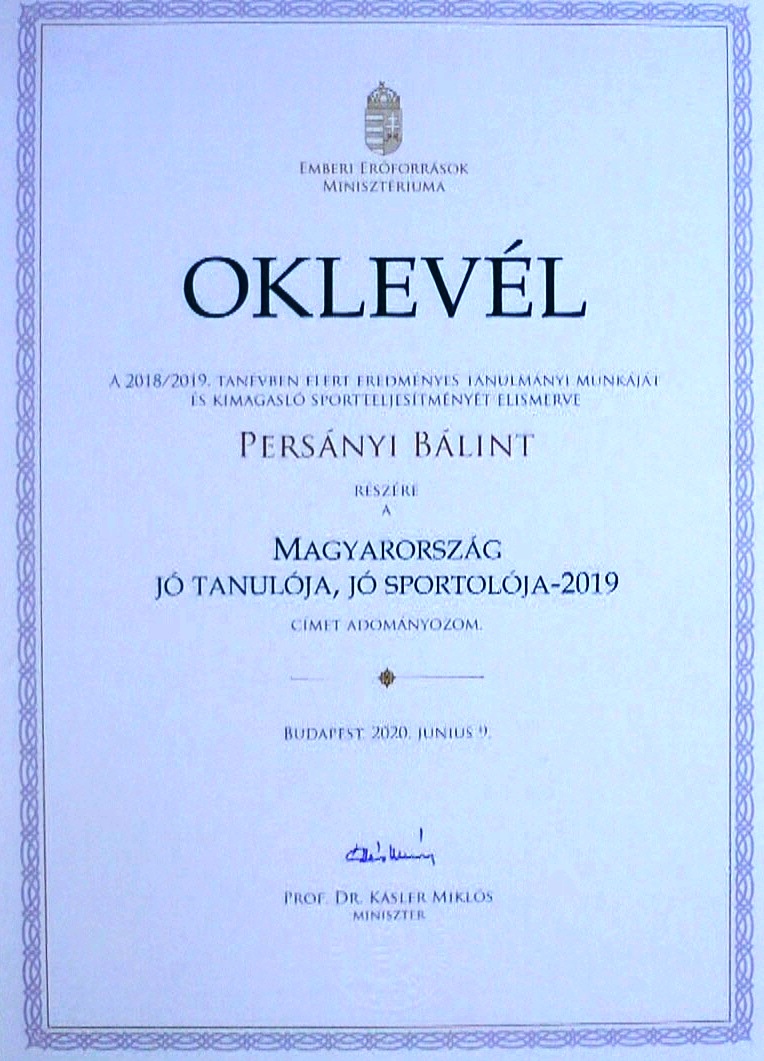 EMBERI ERŐFORRÁSOK
MINISZTÉRIUMA
OKLEVÉL
A 2018/2019. TANÉVBEN ELÉRT EREDMÉNYES TANULMÁNYI MUNKÁJÁT
ÉS KIMAGASLÓ SPORTTELJESÍTMÉNYÉT ELISMERVE
PERSÁNYI BÁLINT
RÉSZÉRE
A
MAGYARORSZÁG
JÓ TANULÓJA, JÓ SPORTOLÓJA-2019
CÍMET ADOMÁNYOZOM.
BUDAPEST, 2020. JÚNIUS 9.
PROF. DR. KÁSLER MIKLÓS
MINISZTER